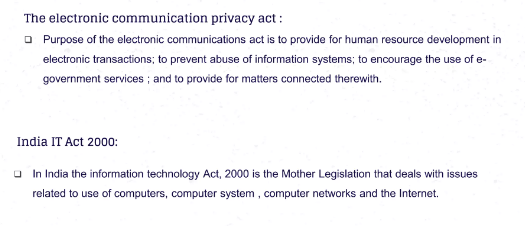 The electronic communication privacy act :
❑ Purpose of the electronic communications act is to provide for human resource development in
electronic transactions; to prevent abuse of information systems; to encourage the use of e-
government services ; and to provide for matters connected therewith.
India IT Act 2000:
❑ In India the information technology Act, 2000 is the Mother Legislation that deals with issues
related to use of computers, computer system , computer networks and the Internet.